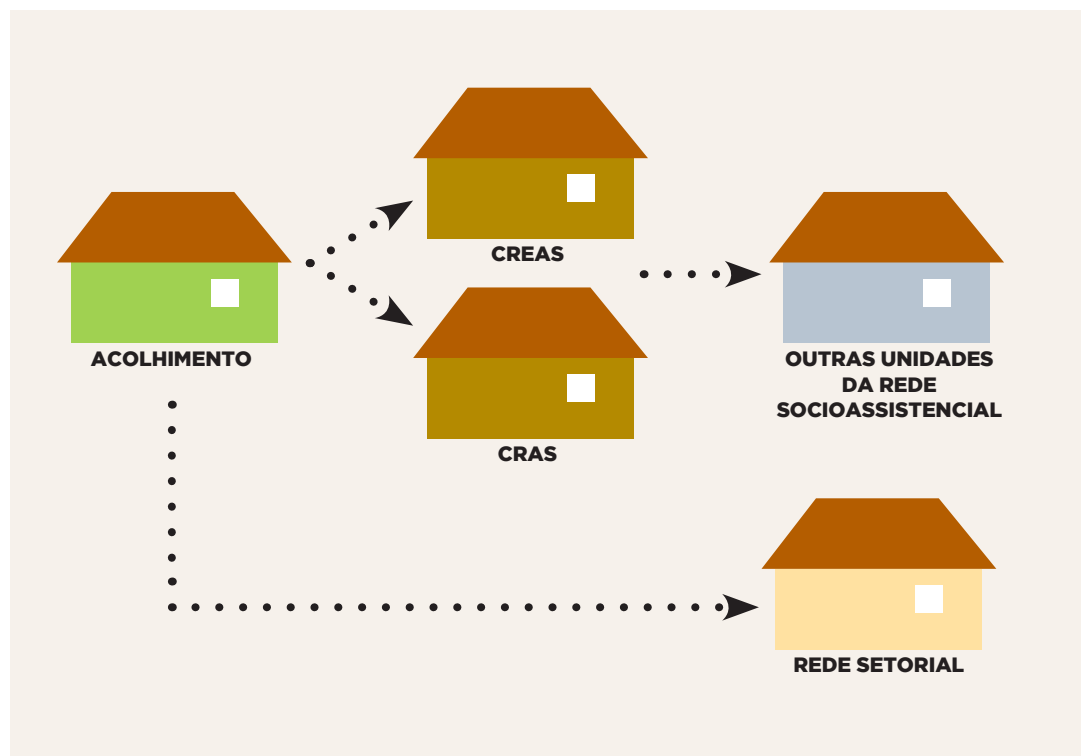 CREAS
ACOLHIMENTO
OUTRAS UNIDADES
DA REDE
SOCIOASSISTENCIAL
CRAS
REDE SETORIAL